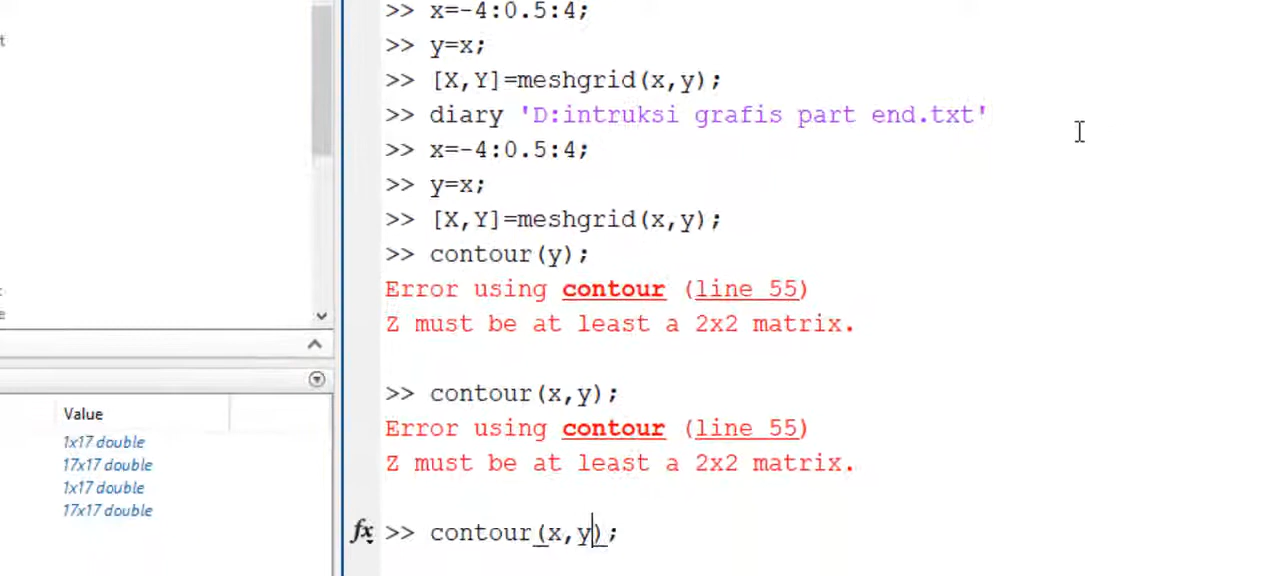 >> x=-4:0.5:4;
>> y=x;
>> [X,Y]=meshgrid(x,y);
>> diary 'D:intruksi grafis part end.txt'
>> x=-4:0.5:4;
>> y=x;
>> [X,Y]=meshgrid(x,y);
>> contour(y);
Error using contour (line 55)
Z must be at least a 2x2 matrix.
>> contour(x,y);
Error using contour (line 55)
Z must be at least a 2x2 matrix.
fx >> contour(x,y);
Value
1x17 double
17x17 double
1x17 double
17x17 double